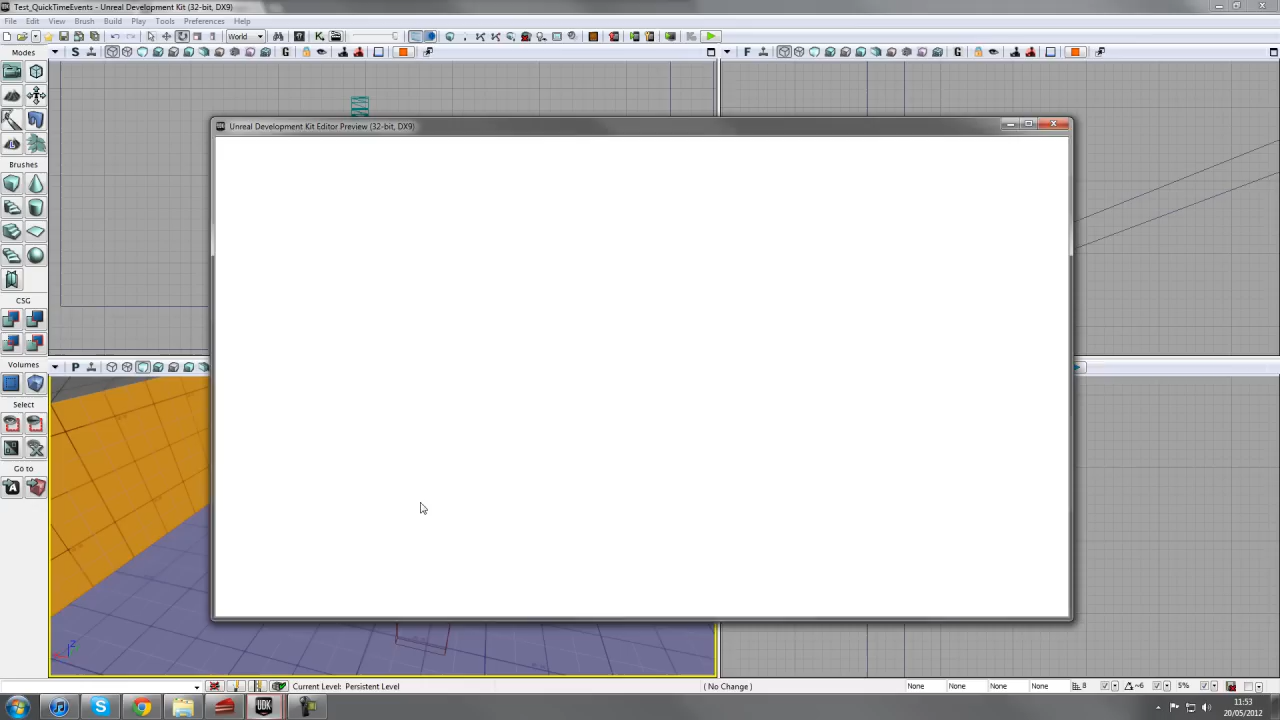 Test_QuickTimeEvents - Unreal Development Kit (32-bit, DX9)
File Edit View Brush Build Play Tools Preferences Help
World
Modes
S
G
F
G
Unreal Development Kit Editor Preview (32-bit, DX9)
Brushes
CSG
Volumes
P
Select
Go to
Z
Current Level: Persistent Level
( No Change )
None None None None
8
~6
5%
11:53
20/05/2012